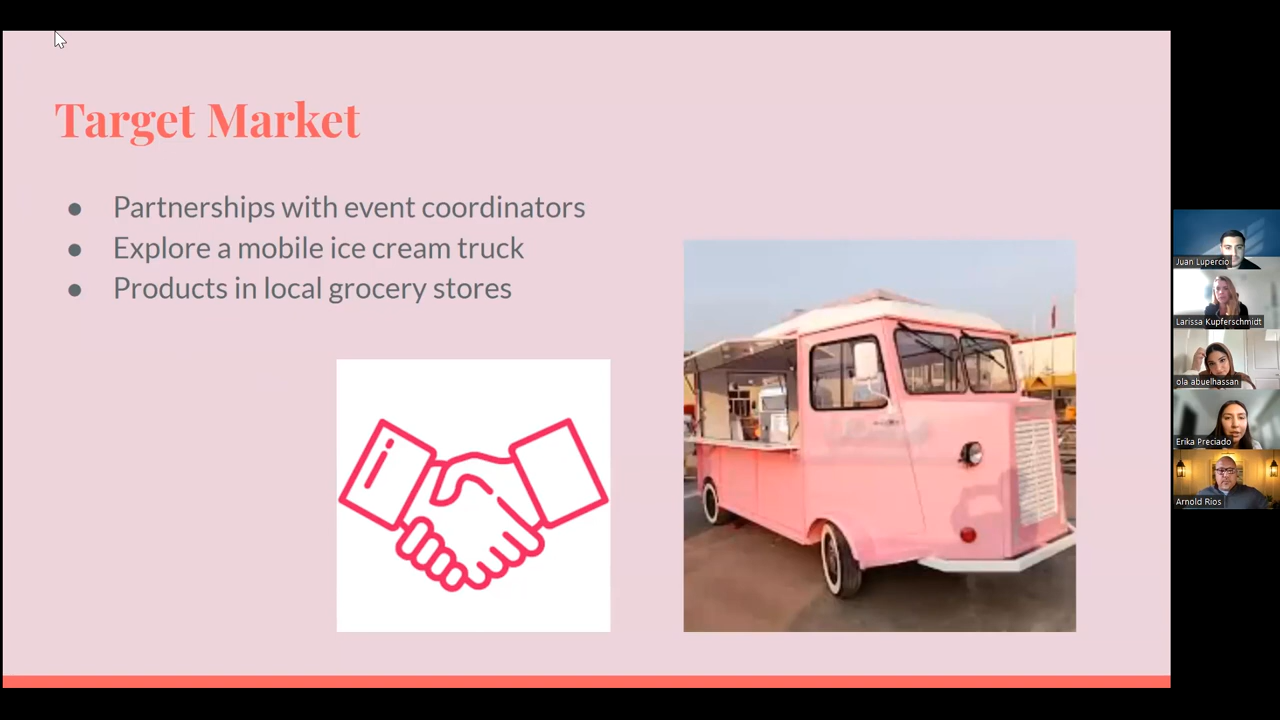 Target Market
● Partnerships with event coordinators
● Explore a mobile ice cream truck
● Products in local grocery stores
Juan Lupercio
Larissa Kupferschmidt
ola abuelhassan
Erika Preciado
Arnold Rios